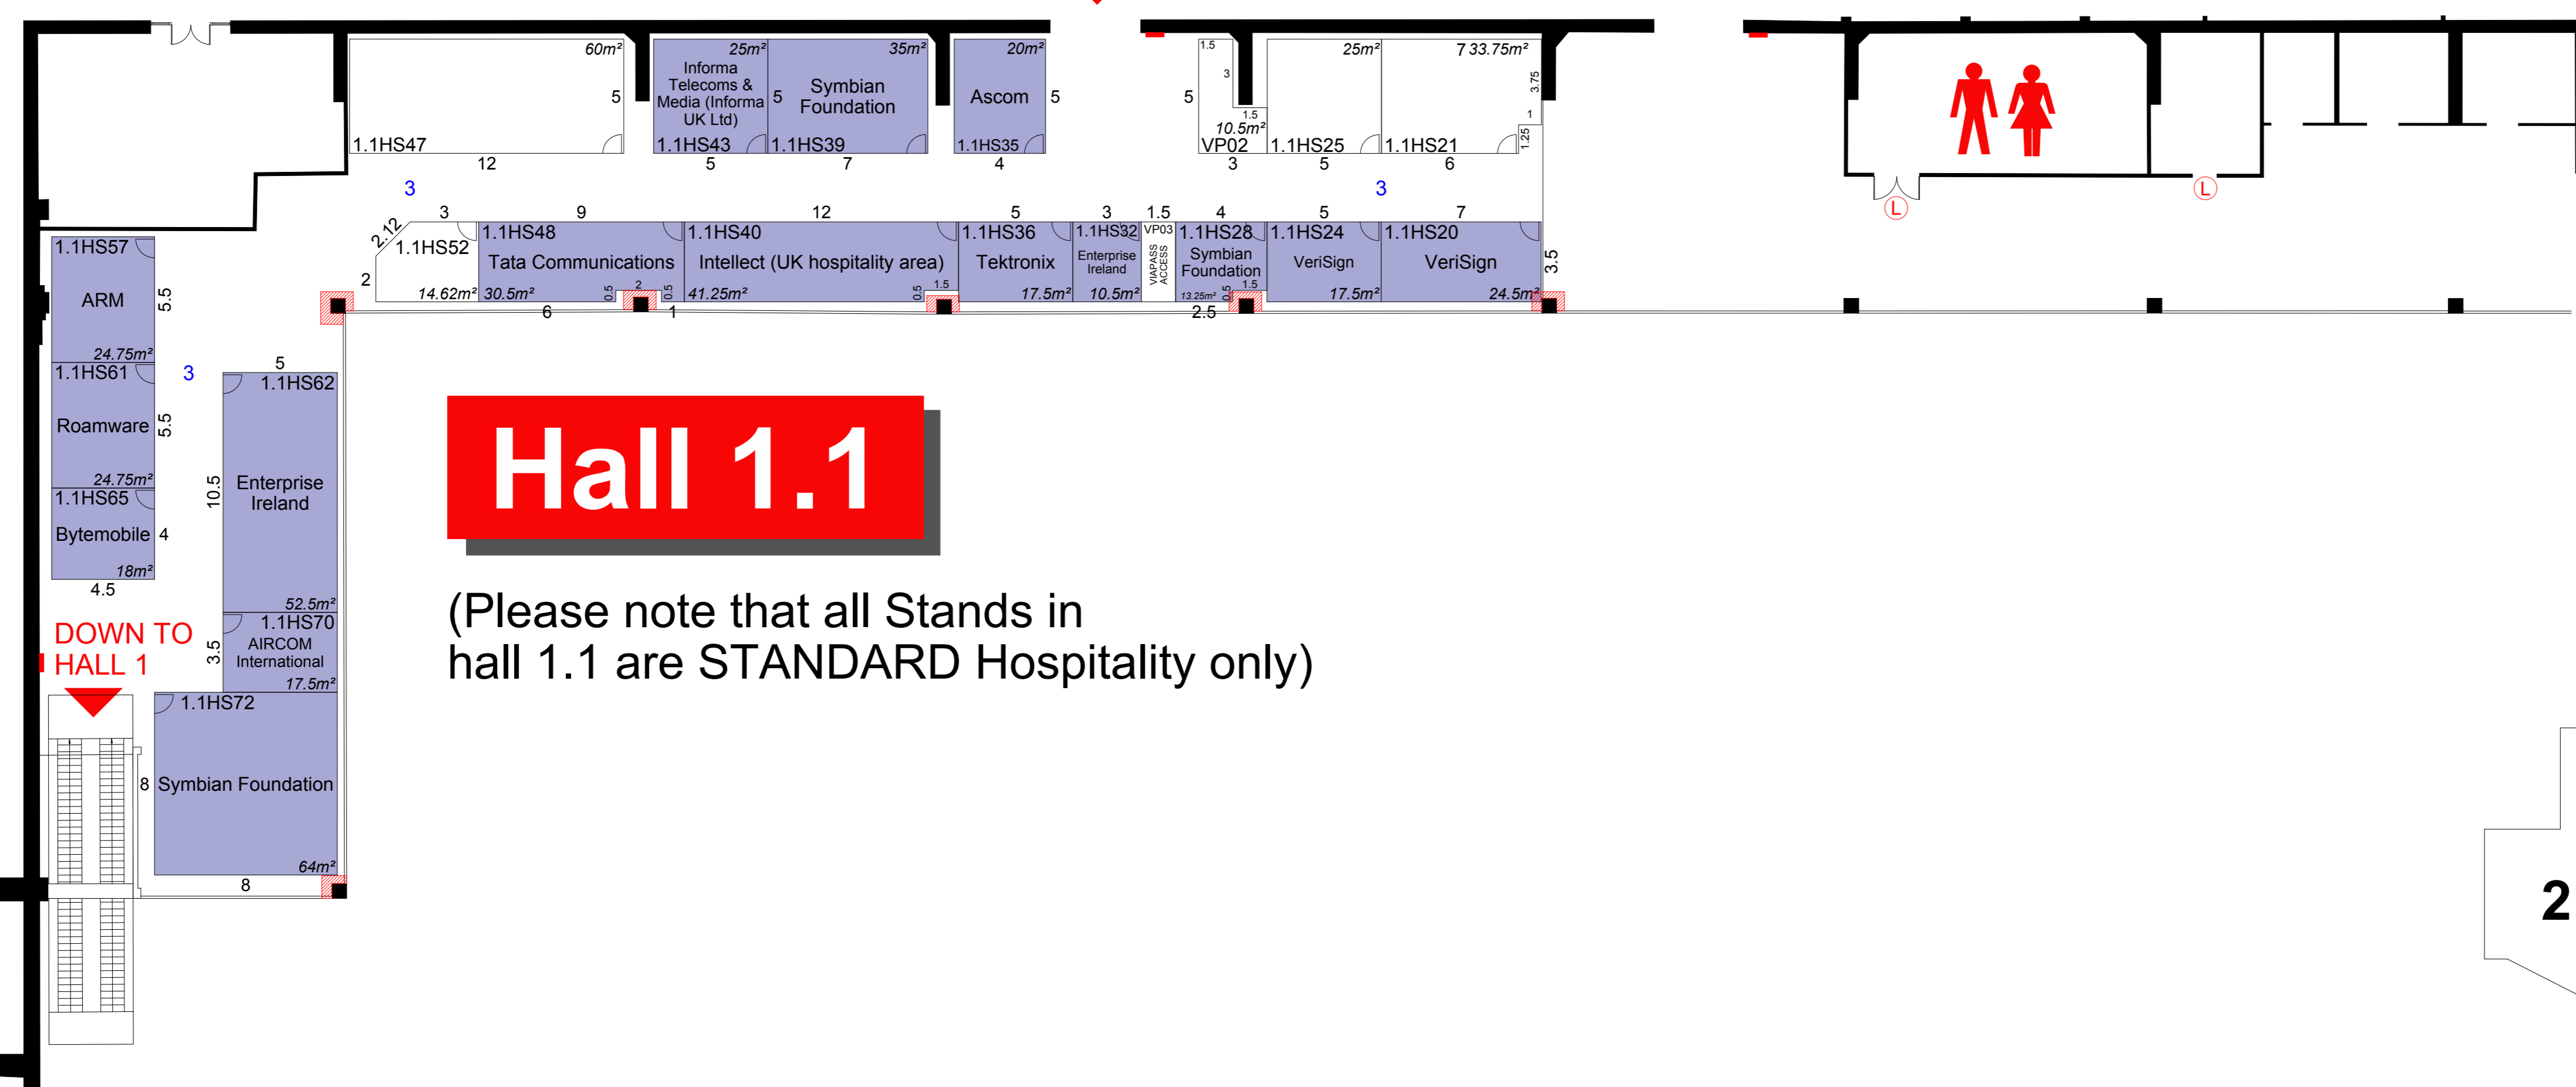 60m²
5
1.1HS47
12
25m²
Informa
Telecoms &
Media (Informa
UK Ltd)
1.1HS43
5
5
35m²
Symbian
Foundation
1.1HS39
7
20m²
Ascom
1.1HS35
5
4
1.5
3
5
1.5
10.5m²
VP02
3
25m²
1.1HS25
5
7 33.75m²
3.75
1
1.25
1.1HS21
6
3
3
L
L
3
2.12
1.1HS52
2
14.62m²
9
1.1HS48
Tata Communications
30.5m²
0.5
2
0.5
6
1
12
1.1HS40
Intellect (UK hospitality area)
41.25m²
0.5
1.5
5
1.1HS36
Tektronix
17.5m²
3
1.1HS32
Enterprise
Ireland
10.5m²
1.5
VP03
VIAPASS
ACCESS
4
1.1HS28
Symbian
Foundation
13.25m²
0.5
1.5
2.5
5
1.1HS24
VeriSign
17.5m²
7
1.1HS20
VeriSign
24.5m²
3.5
1.1HS57
ARM
5.5
24.75m²
1.1HS61
3
Roamware
5.5
24.75m²
1.1HS65
Bytemobile
4
18m²
4.5
5
1.1HS62
10.5
Enterprise
Ireland
52.5m²
1.1HS70
AIRCOM
International
3.5
17.5m²
DOWN TO
HALL 1
1.1HS72
8
Symbian Foundation
64m²
8
Hall 1.1
(Please note that all Stands in
hall 1.1 are STANDARD Hospitality only)
2